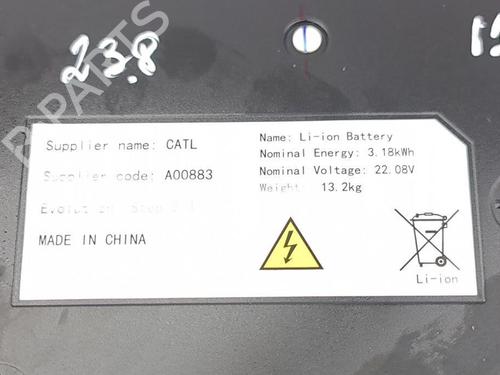 23.8
Supplier name: CATL
Supplier code: A00883
MADE IN CHINA
Name: Li-ion Battery
Nominal Energy: 3.18kWh
Nominal Voltage: 22.08V
Weight: 13.2kg
Li-ion
PARTS